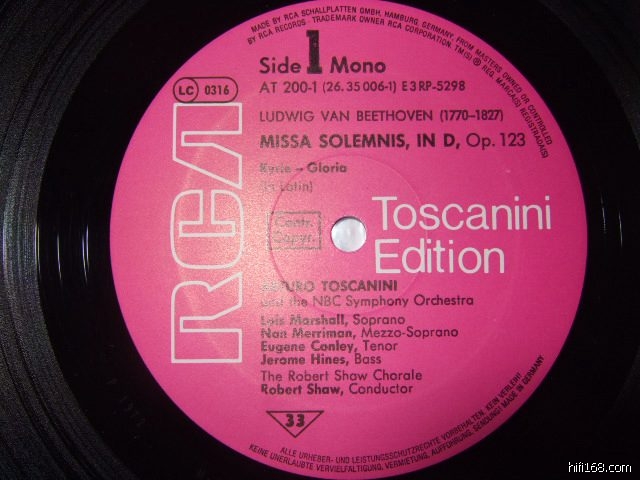 MADE BY RCA SCHALLPLATTEN GMBH, HAMBURG, GERMANY, FROM MASTERS OWNED OR CONTROLLED
BY RCA RECORDS · TRADEMARK OWNER RCA CORPORATION. TM(S) ® REG. MARCA(S) REGISTRADA(S)
Side 1 Mono
LC 0316
AT 200-1 (26.35 006-1) E3RP-5298
LUDWIG VAN BEETHOVEN (1770–1827)
MISSA SOLEMNIS, IN D, Op. 123
Kyrie – Gloria
(in Latin)
Contr.
Copyr.
RCA
Toscanini
Edition
ARTURO TOSCANINI
and the NBC Symphony Orchestra
Lois Marshall, Soprano
Nan Merriman, Mezzo-Soprano
Eugene Conley, Tenor
Jerome Hines, Bass
The Robert Shaw Chorale
Robert Shaw, Conductor
33
ALLE URHEBER- UND LEISTUNGSSCHUTZRECHTE VORBEHALTEN. KEIN VERLEIH!
KEINE UNERLAUBTE VERVIELFÄLTIGUNG, VERMIETUNG, AUFFÜHRUNG, SENDUNG! MADE IN GERMANY
hifi168.com